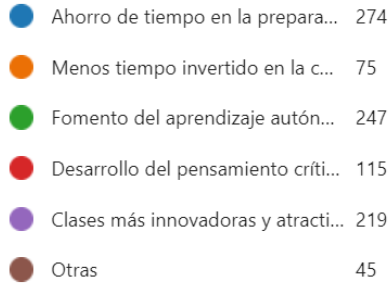 Ahorro de tiempo en la prepara... 274
Menos tiempo invertido en la c... 75
Fomento del aprendizaje autón... 247
Desarrollo del pensamiento críti... 115
Clases más innovadoras y atracti... 219
Otras 45